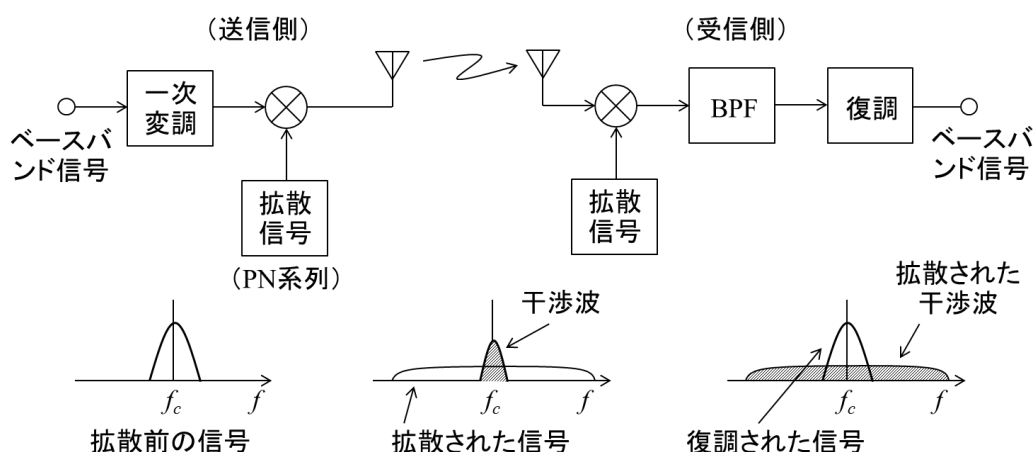 （送信側）
（受信側）
一次
変調
BPF
復調
ベースバ
ンド信号
ベースバ
ンド信号
拡散
信号
拡散
信号
（PN系列）
干渉波
拡散された
干渉波
fc
f
fc
f
fc
f
拡散前の信号
拡散された信号
復調された信号